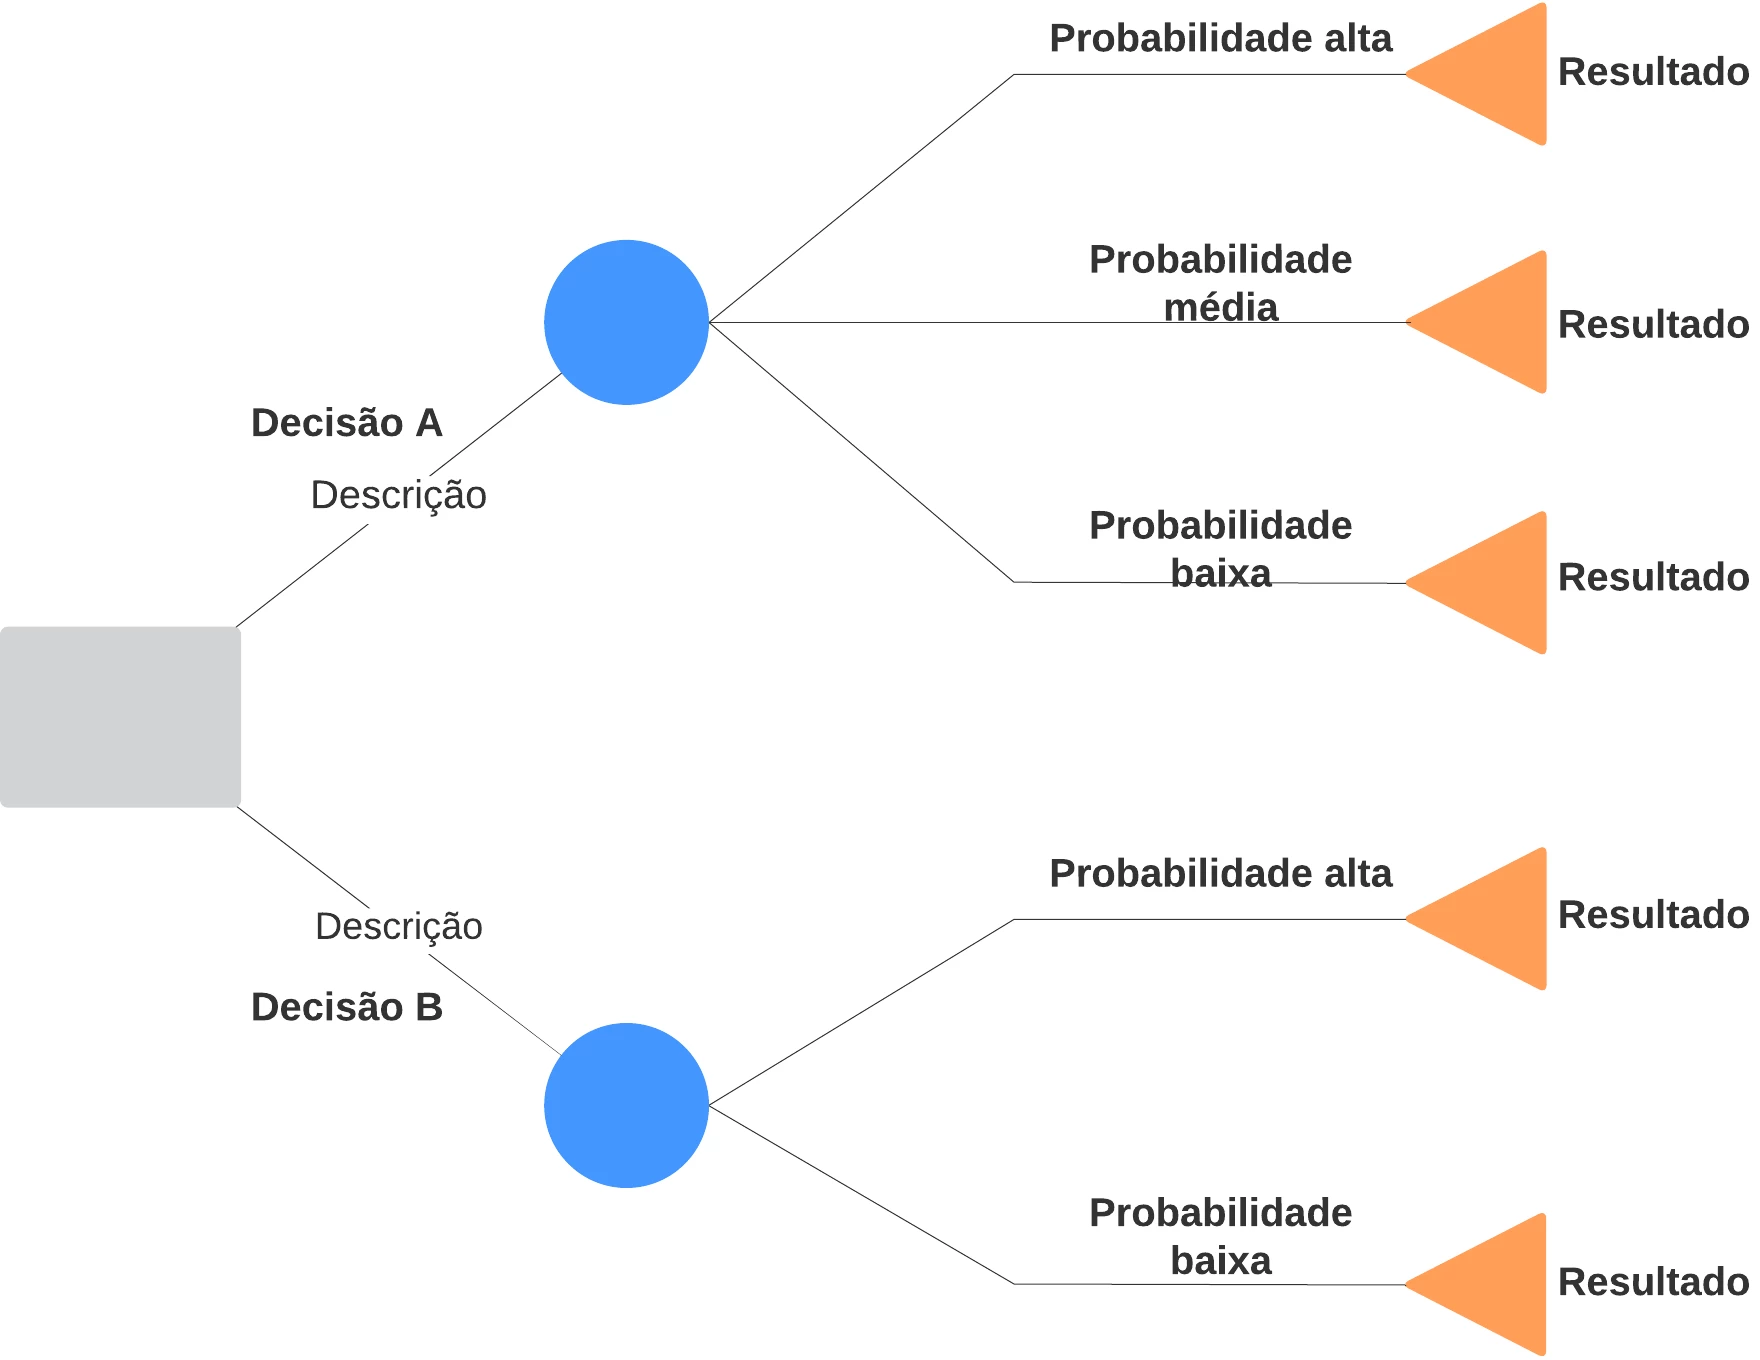 Probabilidade alta
Resultado
Probabilidade
média
Resultado
Decisão A
Descrição
Probabilidade
baixa
Resultado
Probabilidade alta
Resultado
Descrição
Decisão B
Probabilidade
baixa
Resultado